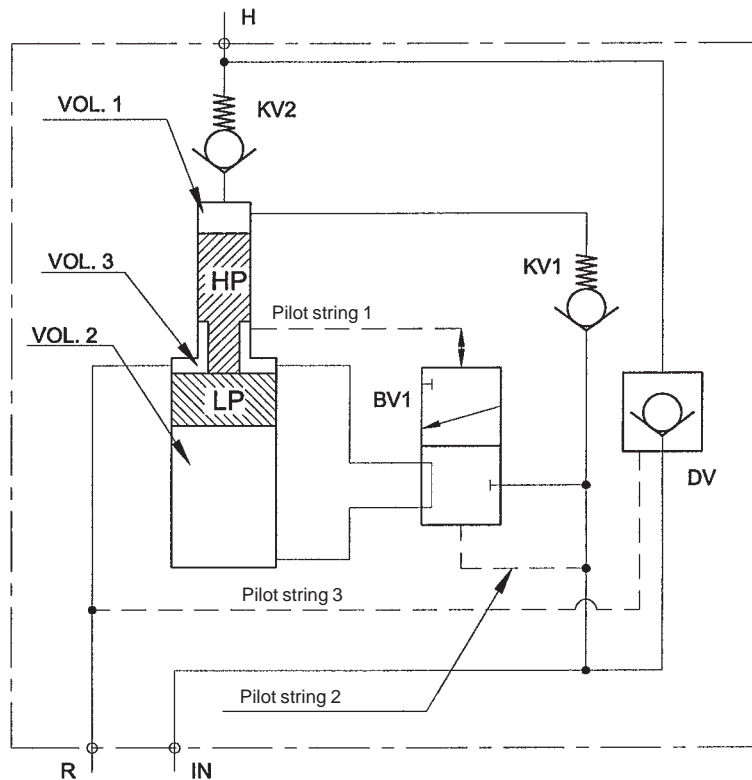 H
VOL. 1
KV2
HP
KV1
VOL. 3
Pilot string 1
VOL. 2
LP
BV1
DV
Pilot string 3
Pilot string 2
R
IN